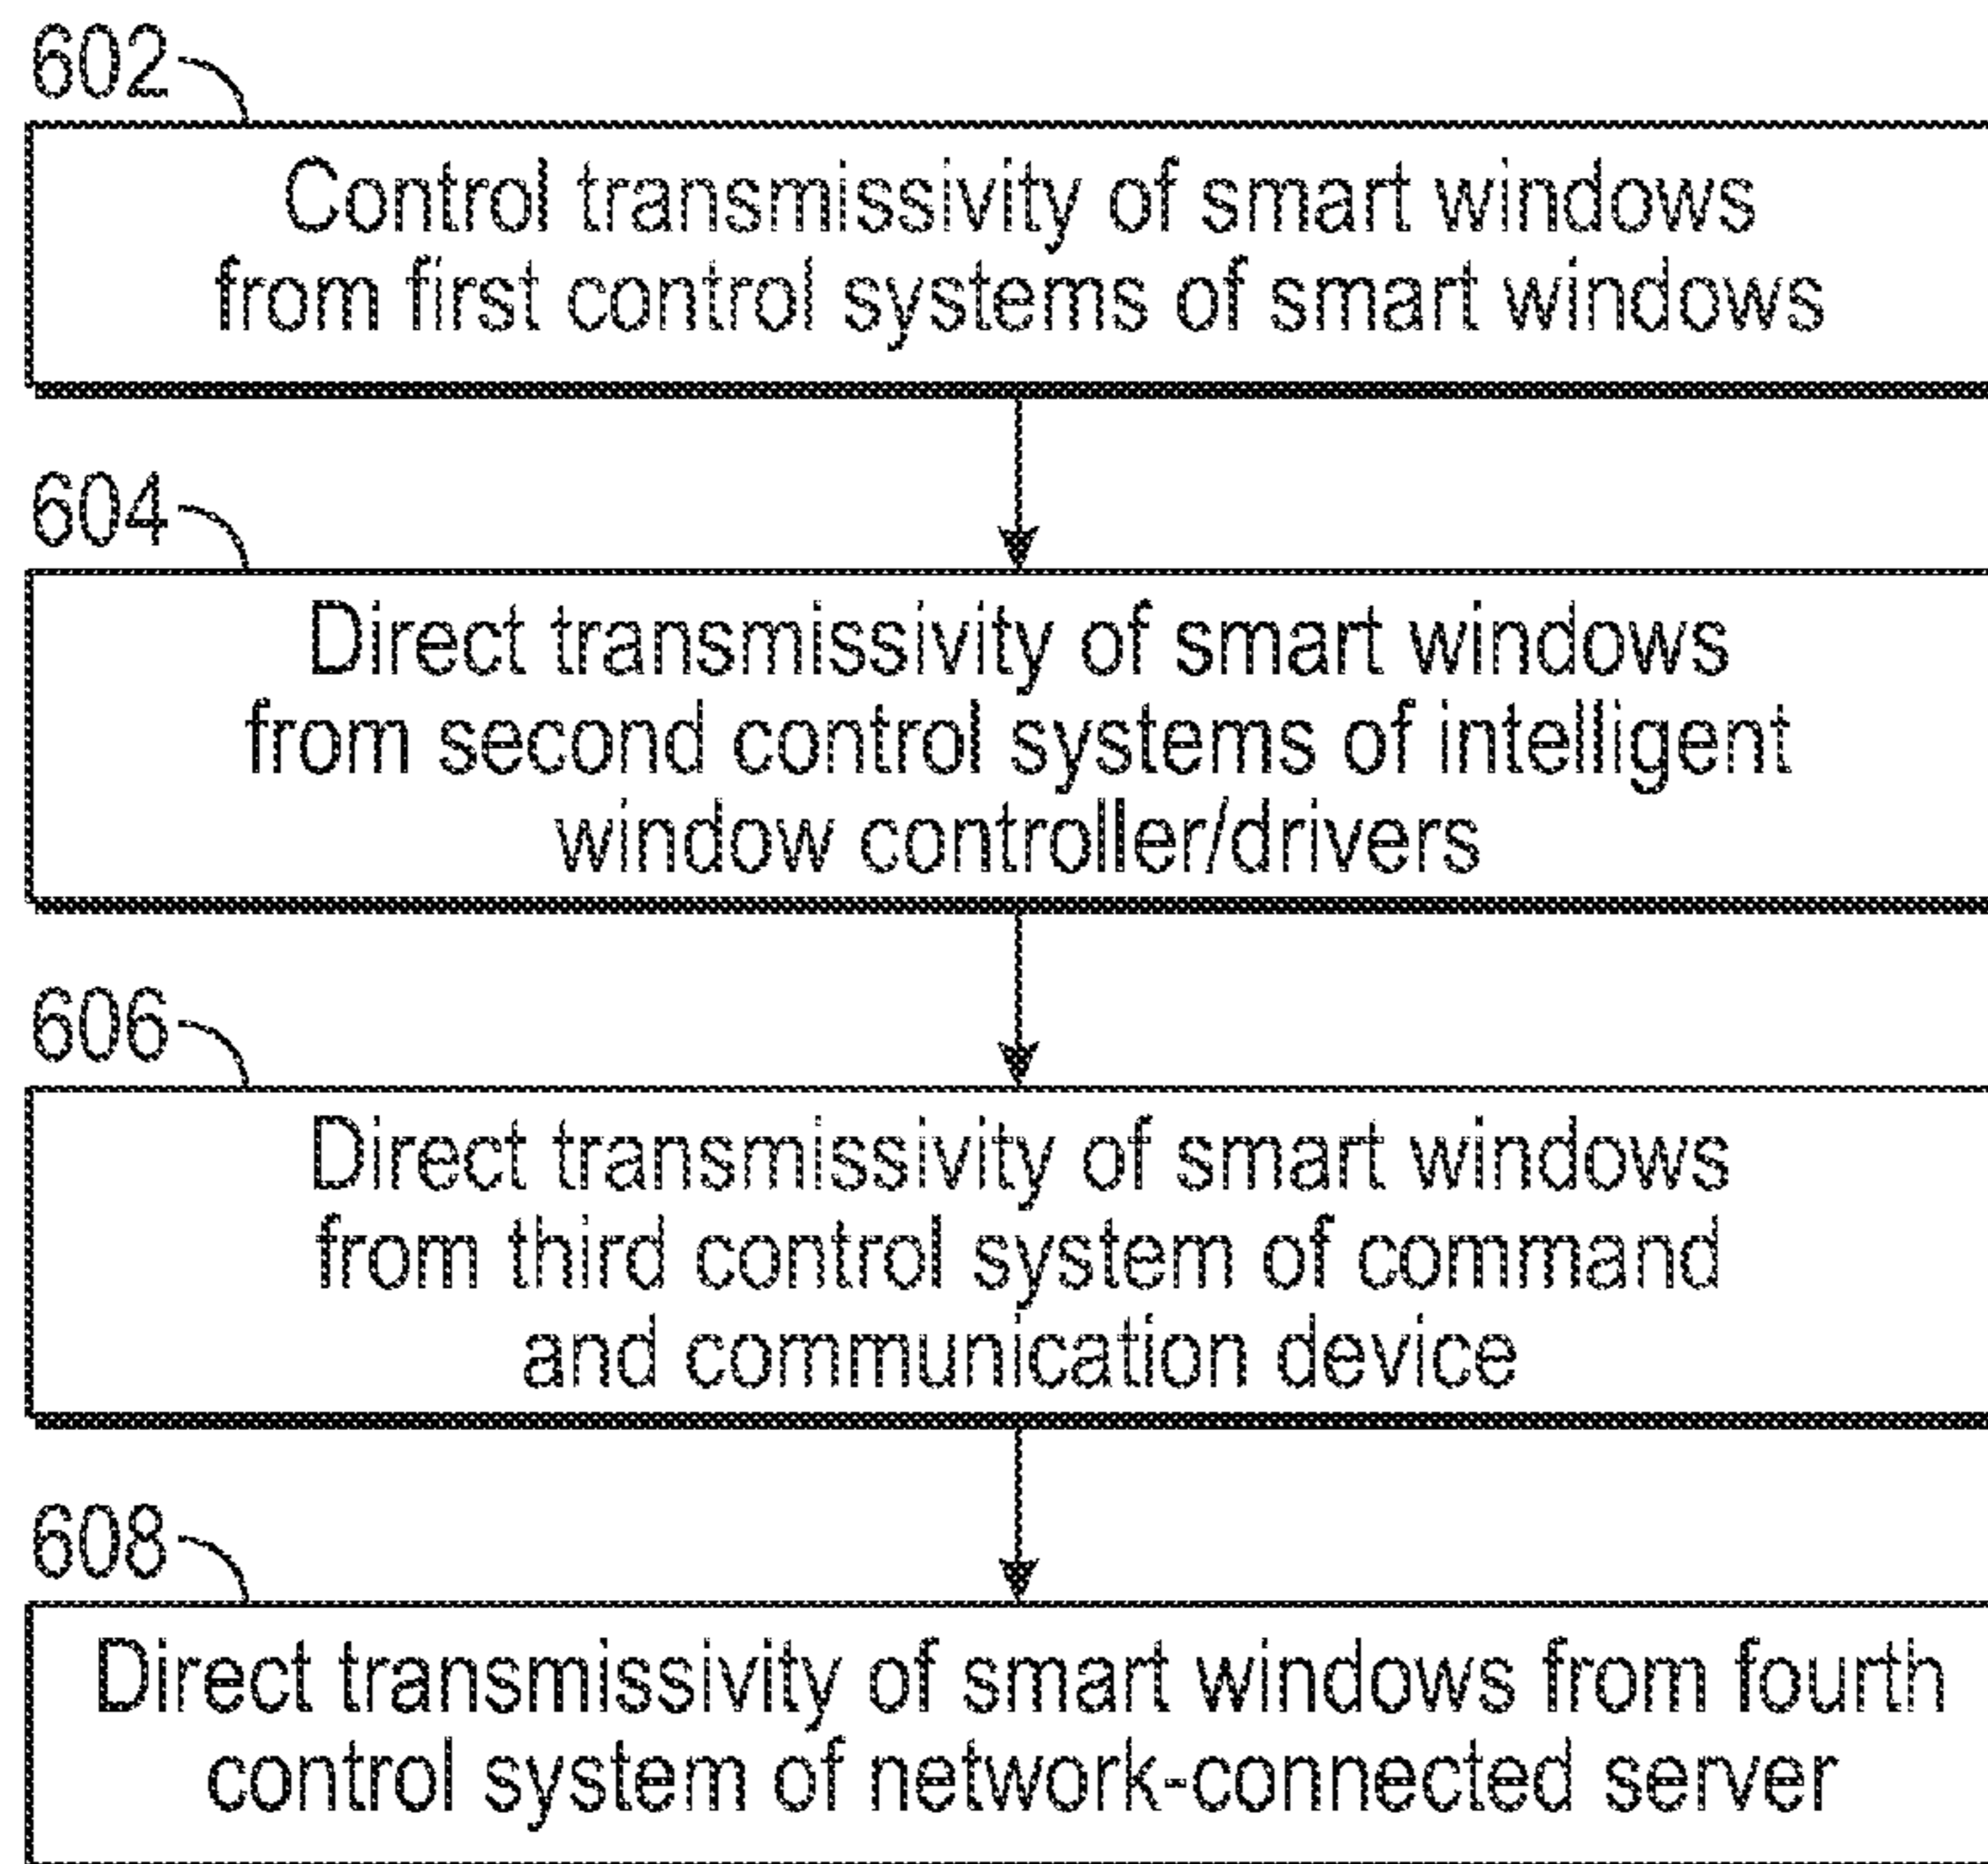 602
Control transmissivity of smart windows
from first control systems of smart windows
604
Direct transmissivity of smart windows
from second control systems of intelligent
window controller/drivers
606
Direct transmissivity of smart windows
from third control system of command
and communication device
608
Direct transmissivity of smart windows from fourth
control system of network-connected server